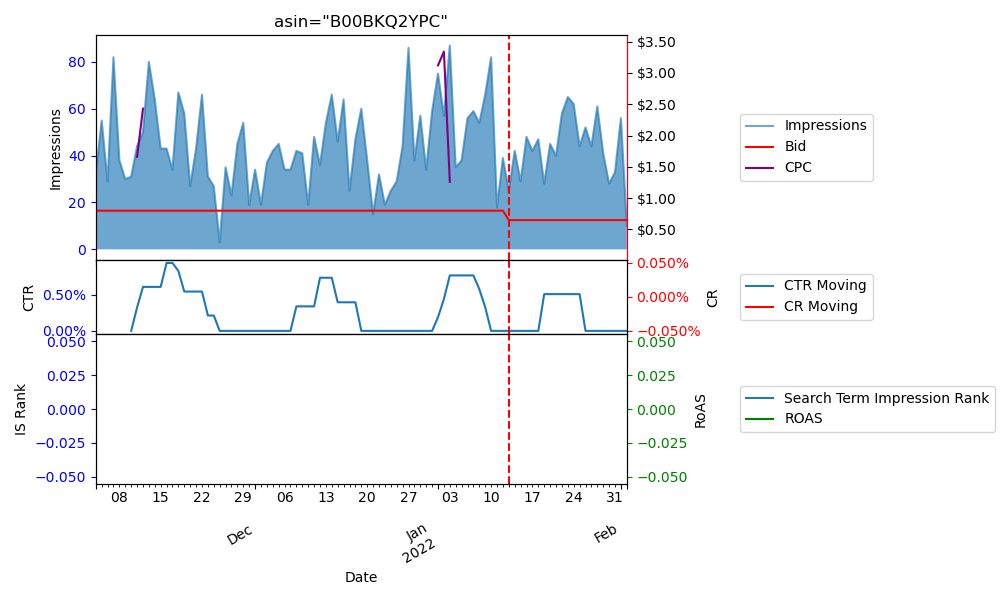 asin="B00BKQ2YPC"
Impressions
80
60
40
20
0
$3.50
$3.00
$2.50
$2.00
$1.50
$1.00
$0.50
Impressions
Bid
CPC
CTR
0.50%
0.00%
0.050%
0.000%
−0.050%
CR
CTR Moving
CR Moving
IS Rank
0.050
0.025
0.000
−0.025
−0.050
0.050
0.025
0.000
−0.025
−0.050
RoAS
Search Term Impression Rank
ROAS
08 15 22 29 06 13 20 27 03 10 17 24 31
Dec Jan Feb
2022
Date